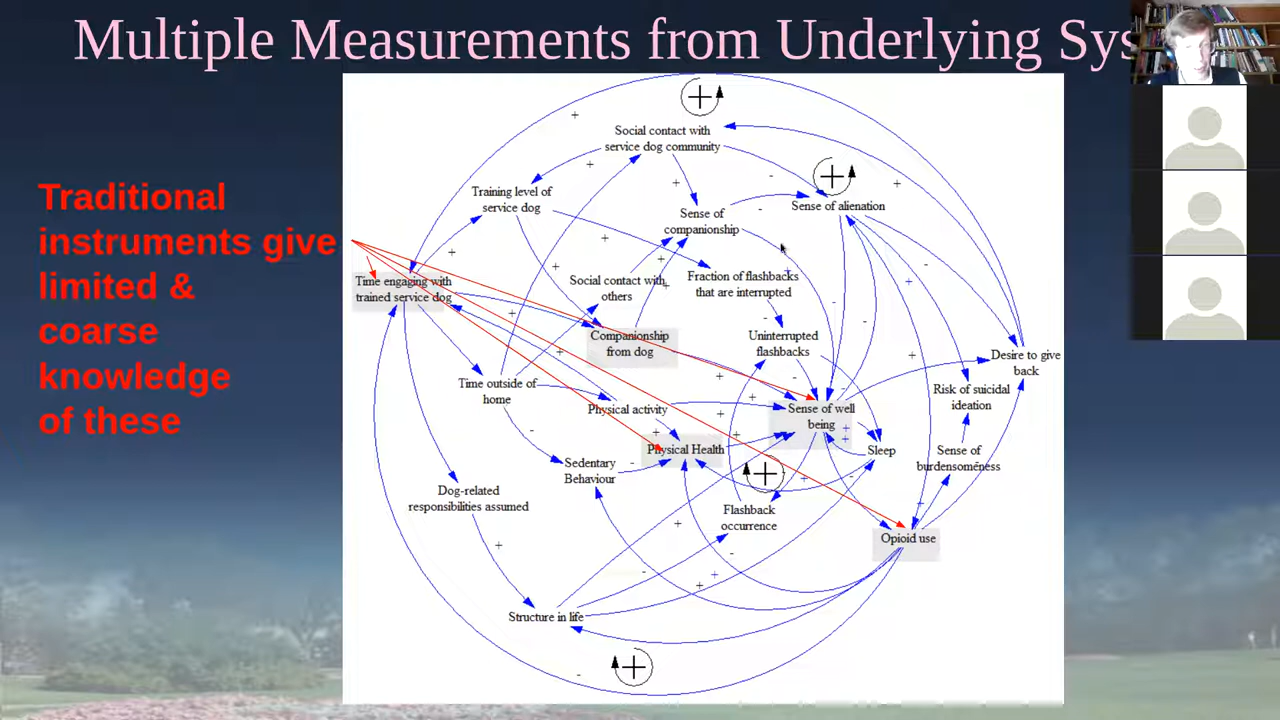 Multiple Measurements from Underlying Sys
Traditional
instruments give
limited &
coarse
knowledge
of these
Social contact with
service dog community
Training level of
service dog
Sense of
companionship
Sense of alienation
Time engaging with
trained service dog
Social contact with
others
Fraction of flashbacks
that are interrupted
Companionship
from dog
Uninterrupted
flashbacks
Desire to give
back
Time outside of
home
Physical activity
Sense of well
being
Risk of suicidal
ideation
Physical Health
Sleep
Sense of
burdensomeness
Sedentary
Behaviour
Dog-related
responsibilities assumed
Flashback
occurrence
Opioid use
Structure in life